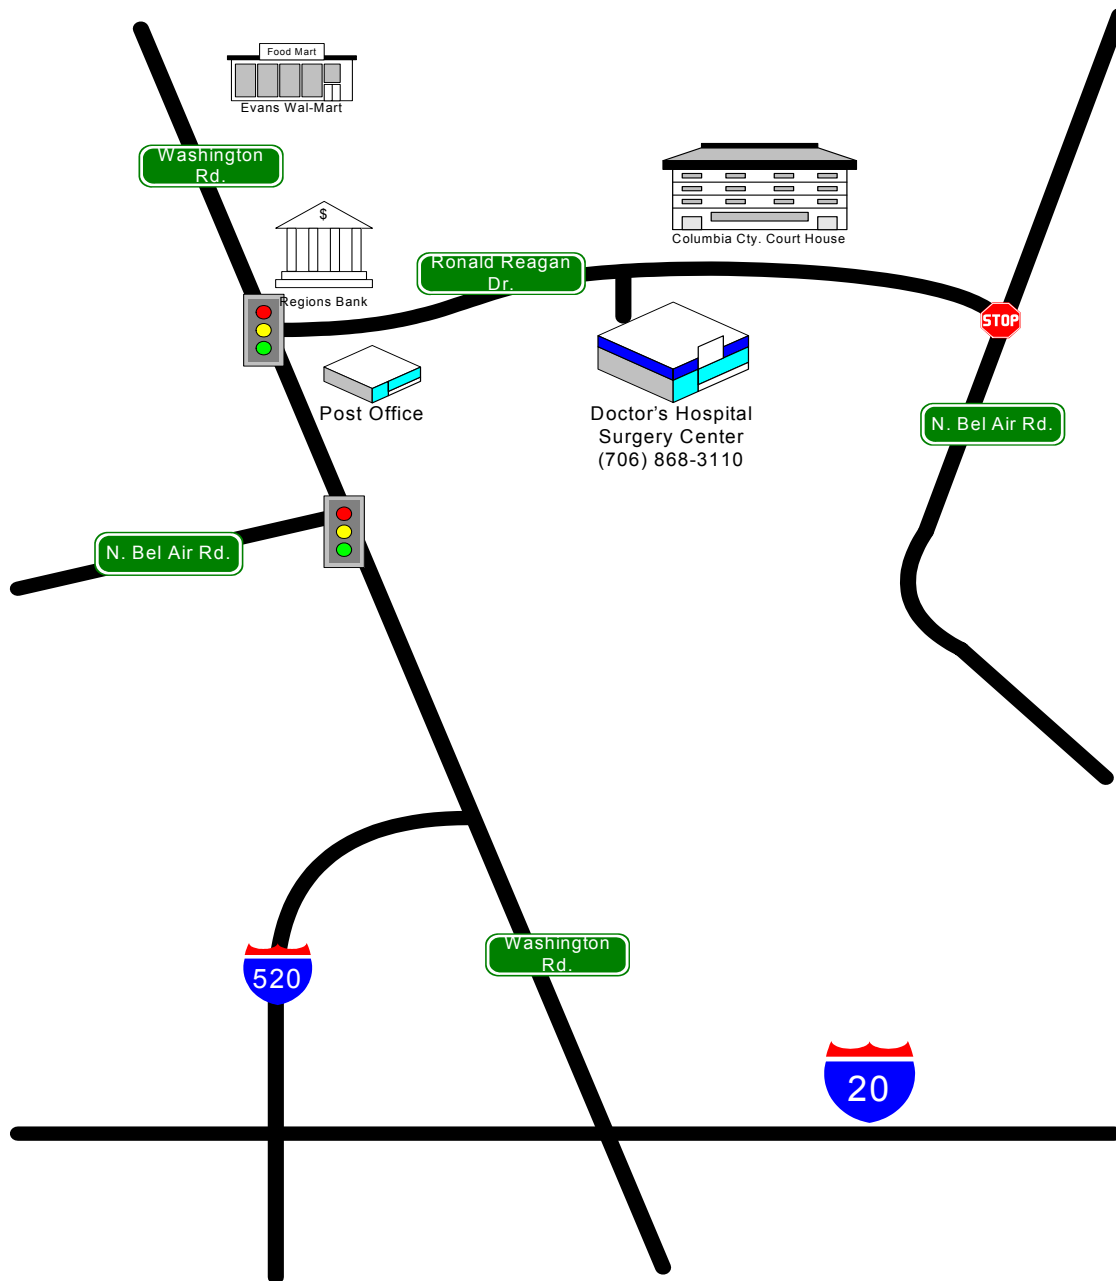 Food Mart
Evans Wal-Mart
Washington
Rd.
$
Regions Bank
Ronald Reagan
Dr.
Columbia Cty. Court House
STOP
Post Office
Doctor's Hospital
Surgery Center
(706) 868-3110
N. Bel Air Rd.
N. Bel Air Rd.
Washington
Rd.
520
20